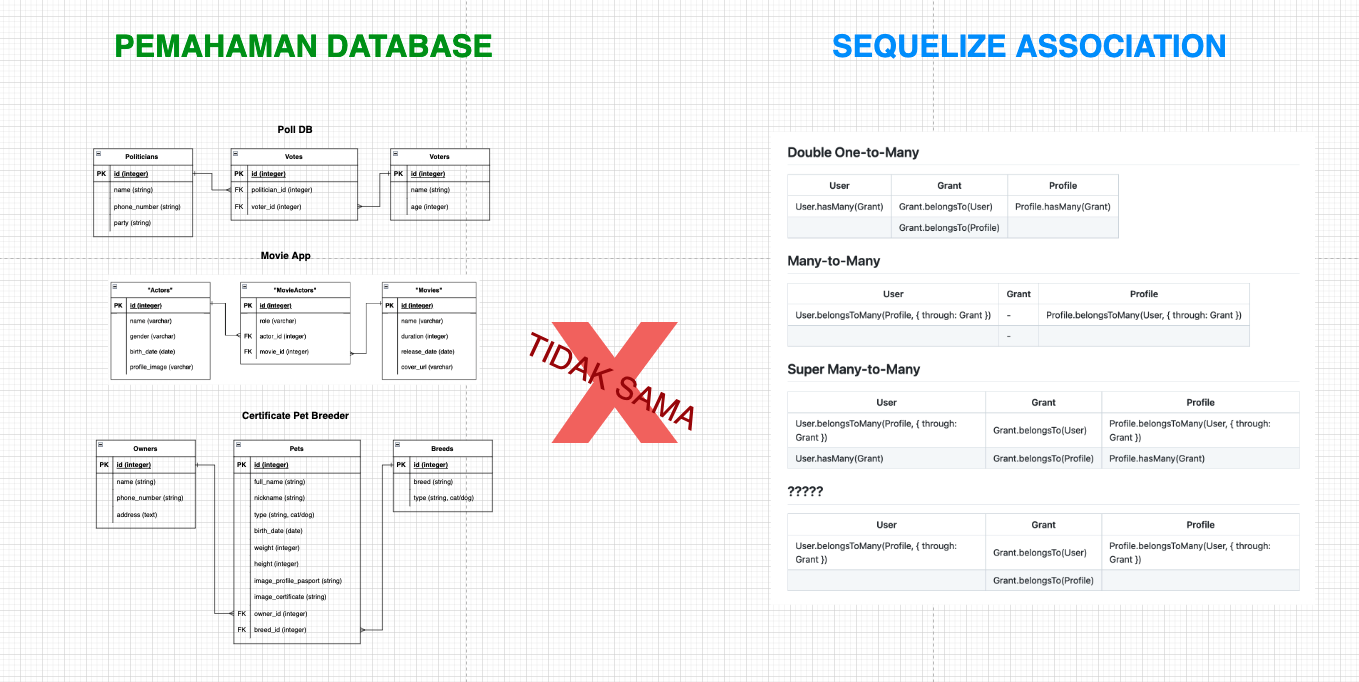 PEMAHAMAN DATABASE
Poll DB
Politicians
PK id (integer)
name (string)
phone_number (string)
party (string)
Votes
PK id (integer)
FK politician_id (integer)
FK voter_id (integer)
Voters
PK id (integer)
name (string)
age (integer)
Movie App
"Actors"
PK id (integer)
name (varchar)
gender (varchar)
birth_date (date)
profile_image (varchar)
"MovieActors"
PK id (integer)
role (varchar)
FK actor_id (integer)
FK movie_id (integer)
"Movies"
PK id (integer)
name (varchar)
duration (integer)
release_date (date)
cover_url (varchar)
Certificate Pet Breeder
Owners
PK id (integer)
name (string)
phone_number (string)
address (text)
Pets
PK id (integer)
full_name (string)
nickname (string)
type (string, cat/dog)
birth_date (date)
weight (integer)
height (integer)
image_profile_pasport (string)
image_certificate (string)
FK owner_id (integer)
FK breed_id (integer)
Breeds
PK id (integer)
breed (string)
type (string, cat/dog)
TIDAK SAMA
SEQUELIZE ASSOCIATION
Double One-to-Many
User Grant Profile
User.hasMany(Grant) Grant.belongsTo(User) Profile.hasMany(Grant)
Grant.belongsTo(Profile)
Many-to-Many
User Grant Profile
User.belongsToMany(Profile, { through: Grant }) - Profile.belongsToMany(User, { through: Grant })
-
Super Many-to-Many
User Grant Profile
User.belongsToMany(Profile, { through: Grant }) Grant.belongsTo(User) Profile.belongsToMany(User, { through: Grant })
User.hasMany(Grant) Grant.belongsTo(Profile) Profile.hasMany(Grant)
?????
User Grant Profile
User.belongsToMany(Profile, { through: Grant }) Grant.belongsTo(User) Profile.belongsToMany(User, { through: Grant })
Grant.belongsTo(Profile)